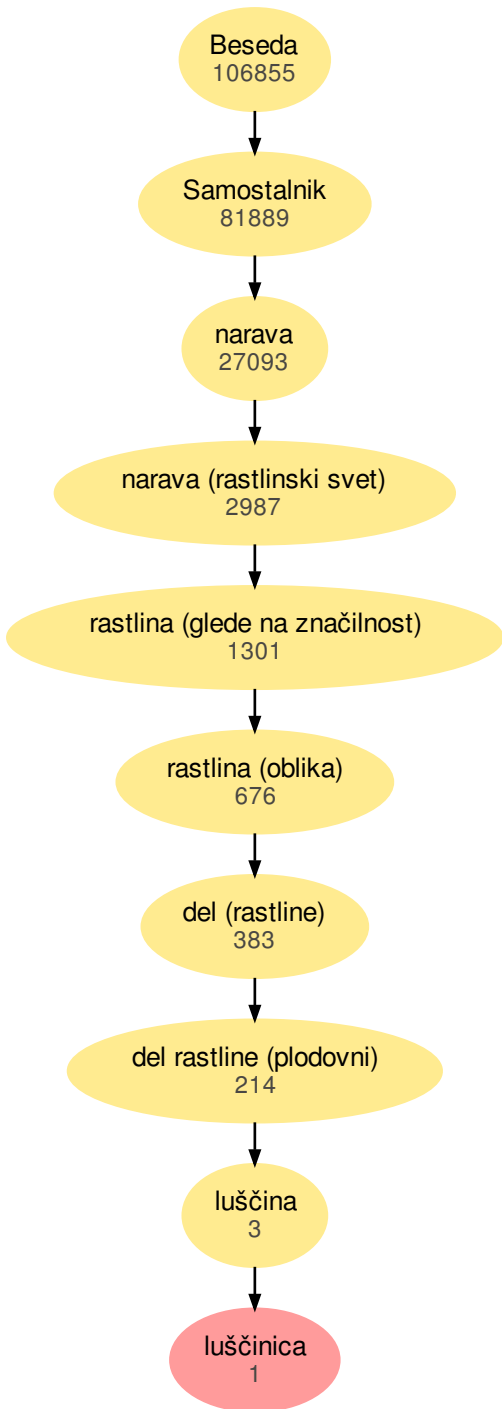 Beseda
106855
Samostalnik
81889
narava
27093
narava (rastlinski svet)
2987
rastlina (glede na značilnost)
1301
rastlina (oblika)
676
del (rastline)
383
del rastline (plodovni)
214
luščina
3
luščinica
1